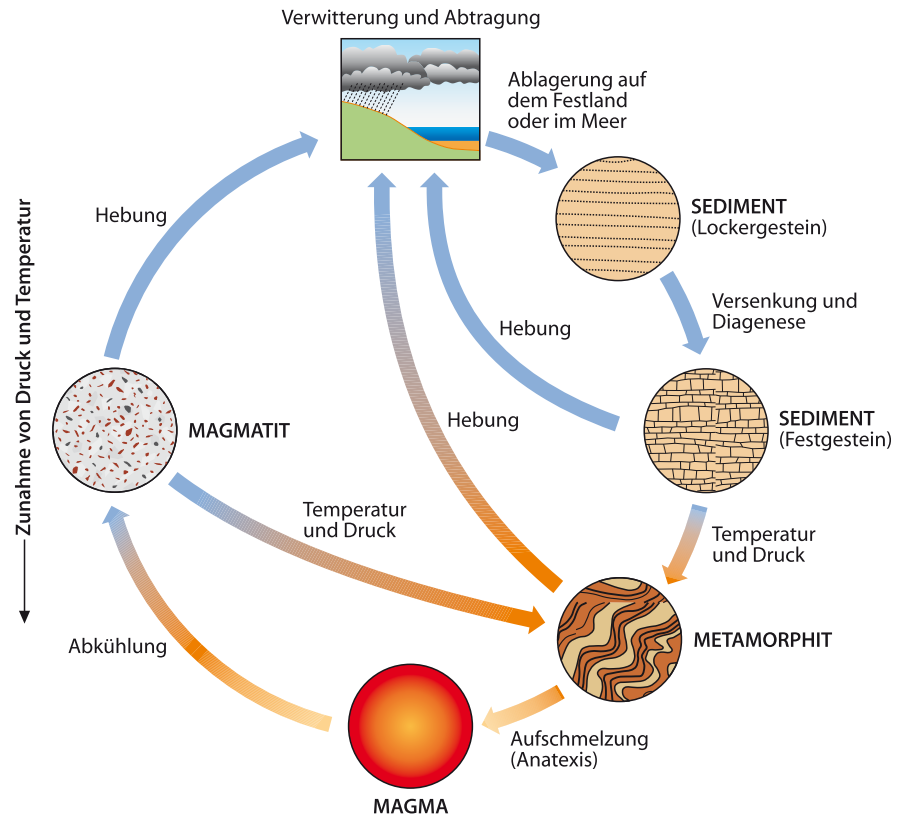 Verwitterung und Abtragung
Ablagerung auf
dem Festland
oder im Meer
SEDIMENT
(Lockergestein)
Hebung
Zunahme von Druck und Temperatur
Versenkung und
Diagenese
Hebung
SEDIMENT
(Festgestein)
Hebung
MAGMATIT
Temperatur
und Druck
Temperatur
und Druck
METAMORPHIT
Abkühlung
Aufschmelzung
(Anatexis)
MAGMA